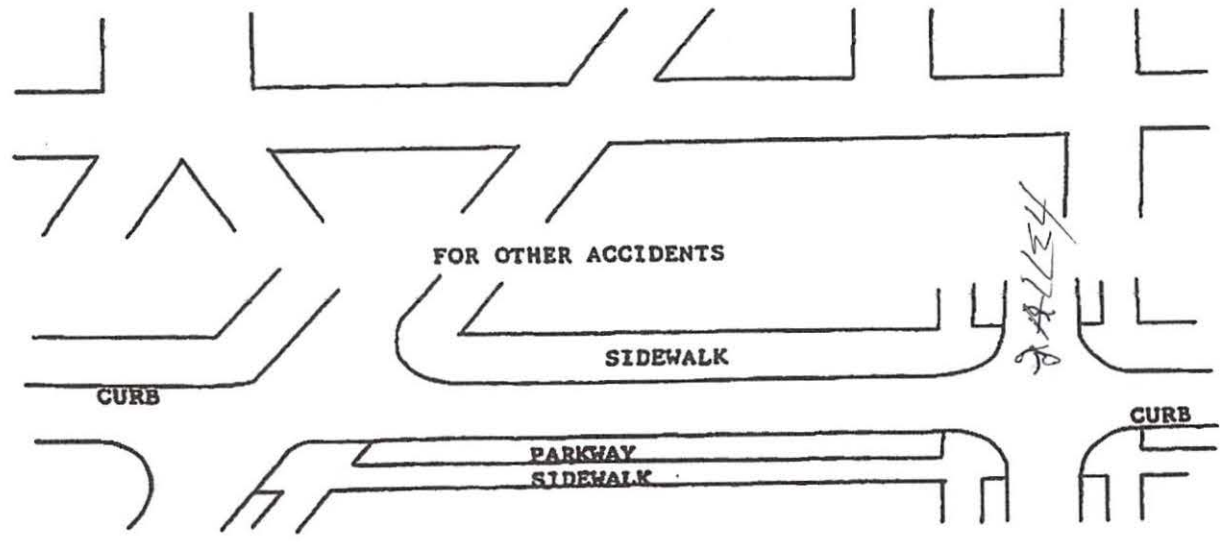 FOR OTHER ACCIDENTS
ALLEY
SIDEWALK
CURB
CURB
PARKWAY
SIDEWALK